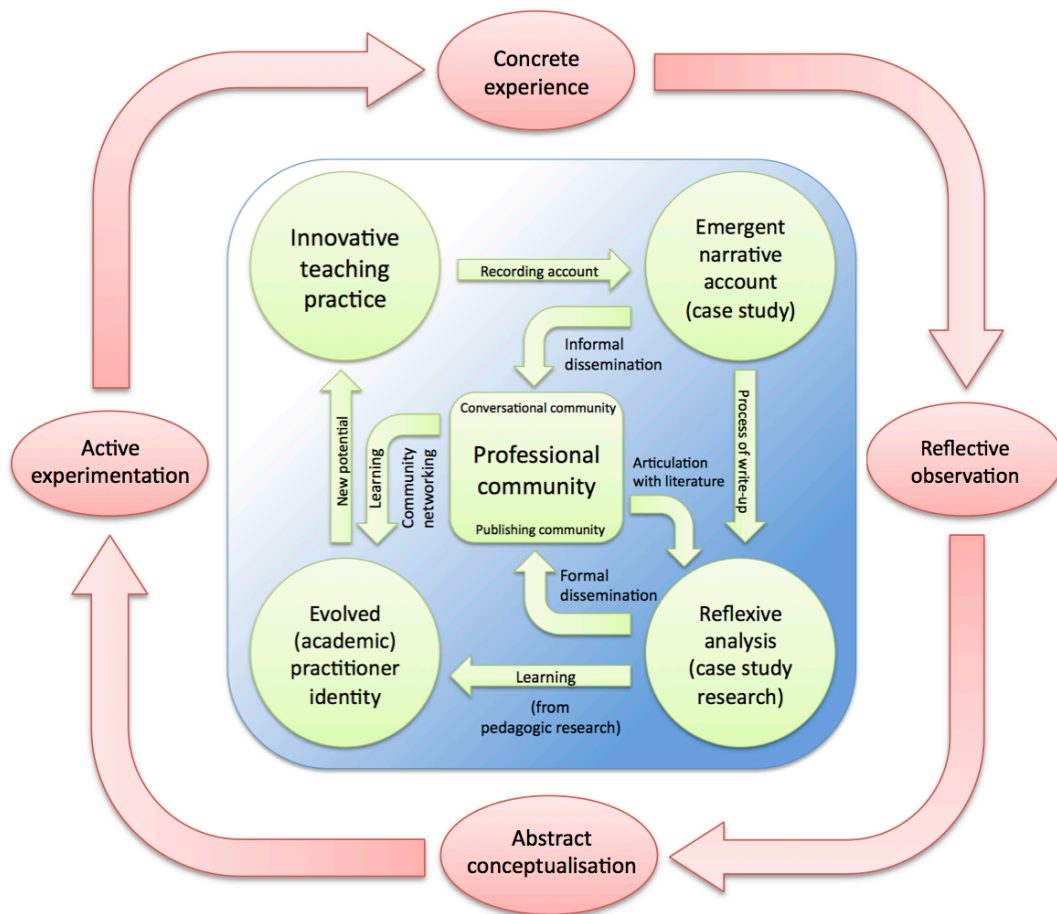 Concrete
experience
Innovative
teaching
practice
Recording account
Emergent
narrative
account
(case study)
Informal
dissemination
Active
experimentation
New potential
Learning
Community
networking
Conversational community
Professional
community
Publishing community
Articulation
with literature
Process of write-up
Reflective
observation
Formal
dissemination
Evolved
(academic)
practitioner
identity
Learning
(from
pedagogic research)
Reflexive
analysis
(case study
research)
Abstract
conceptualisation